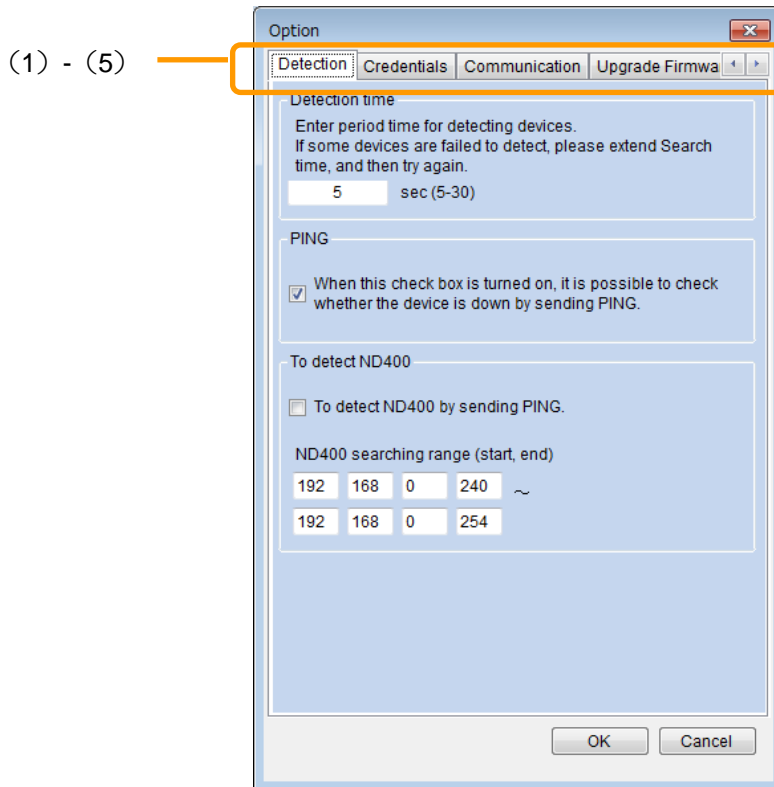 Option
（1）-（5）
Detection Credentials Communication Upgrade Firmwa
Detection time
Enter period time for detecting devices.
If some devices are failed to detect, please extend Search
time, and then try again.
5 sec (5-30)
PING
When this check box is turned on, it is possible to check
whether the device is down by sending PING.
To detect ND400
To detect ND400 by sending PING.
ND400 searching range (start, end)
192 168 0 240 ～
192 168 0 254
OK Cancel